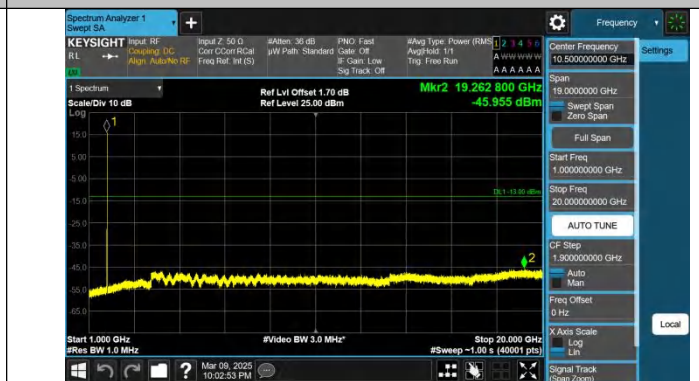 Spectrum Analyzer 1
Swept SA
Frequency
KEYSIGHT
RL
Input: RF
Coupling: DC
Align: Auto/No RF
Input Z: 50 Ω
Corr CCorr RCal
Freq Ref: Int (S)
#Atten: 36 dB
µW Path: Standard
PNO: Fast
Gate: Off
IF Gain: Low
Sig Track: Off
#Avg Type: Power (RMS
Avg|Hold: 1/1
Trig: Free Run
1 2 3 4 5 6
A W W W W W
A A A A A A
1 Spectrum
Scale/Div 10 dB
Log
Ref Lvl Offset 1.70 dB
Ref Level 25.00 dBm
Mkr2 19.262 800 GHz
-45.955 dBm
15.0
5.00
-5.00
-15.0
-25.0
-35.0
-45.0
-55.0
-65.0
1
DL1 -13.00 dBm
2
Start 1.000 GHz
#Res BW 1.0 MHz
#Video BW 3.0 MHz*
Stop 20.000 GHz
#Sweep ~1.00 s (40001 pts)
Mar 09, 2025
10:02:53 PM
Center Frequency
10.500000000 GHz
Settings
Span
19.0000000 GHz
Swept Span
Zero Span
Full Span
Start Freq
1.000000000 GHz
Stop Freq
20.000000000 GHz
AUTO TUNE
CF Step
1.900000000 GHz
Auto
Man
Freq Offset
0 Hz
X Axis Scale
Log
Lin
Local
Signal Track
(Span Zoom)